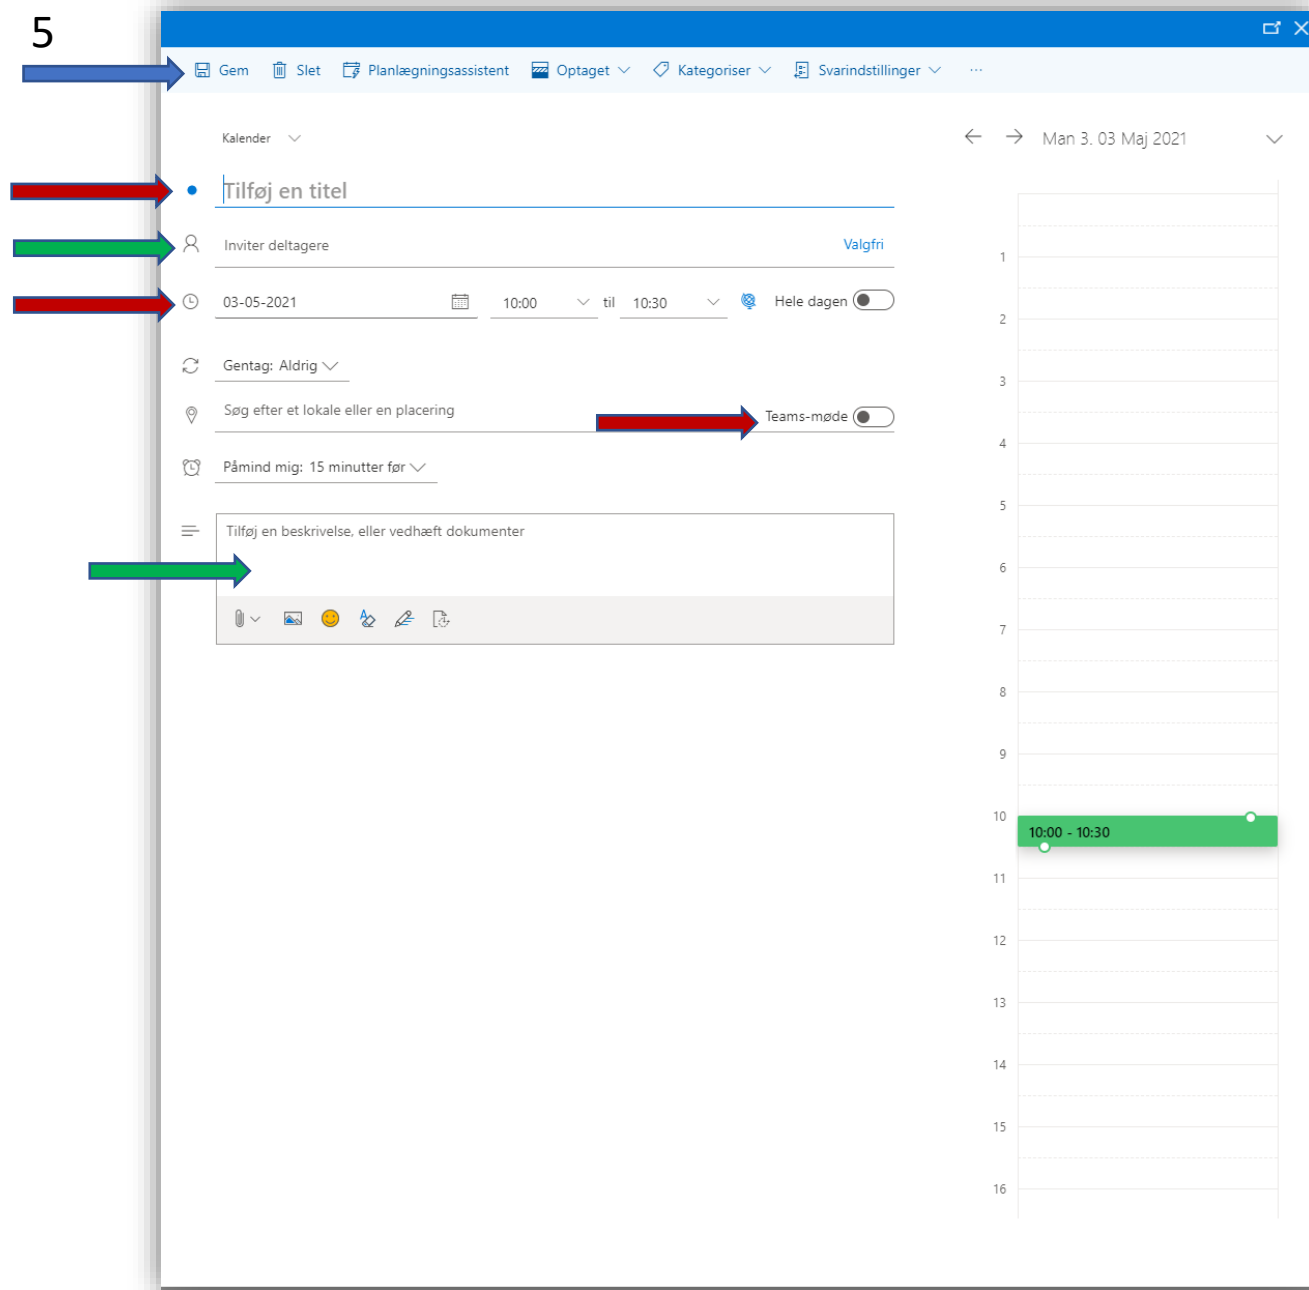 5
Gem Slet Planlægningsassistent Optaget Kategoriser Svarindstillinger ...
Kalender
Man 3. 03 Maj 2021
Tilføj en titel
Inviter deltagere Valgfri
03-05-2021 10:00 til 10:30 Hele dagen
Gentag: Aldrig
Søg efter et lokale eller en placering Teams-møde
Påmind mig: 15 minutter før
Tilføj en beskrivelse, eller vedhæft dokumenter
1
2
3
4
5
6
7
8
9
10
10:00 - 10:30
11
12
13
14
15
16